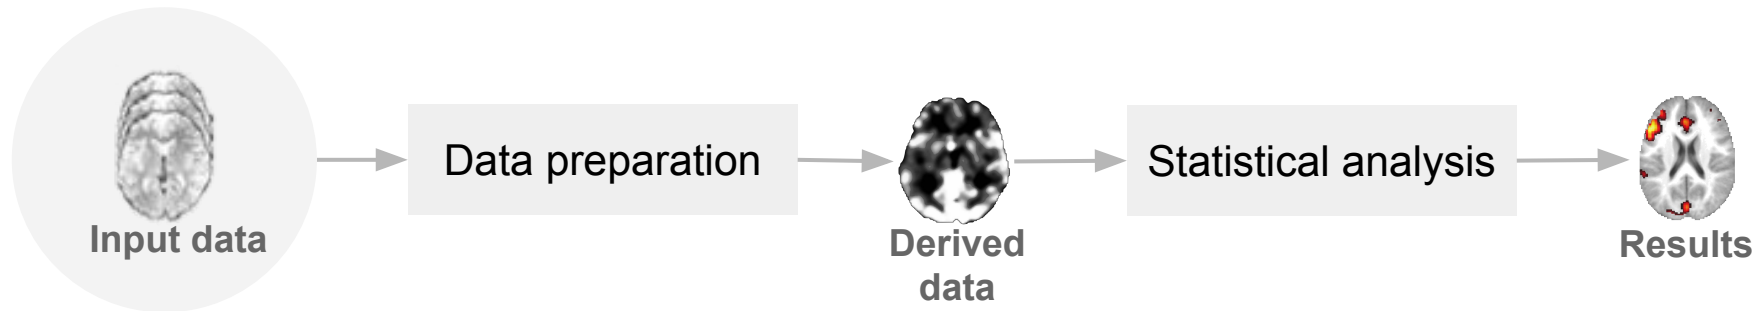 Input data
Data preparation
Derived
data
Statistical analysis
Results